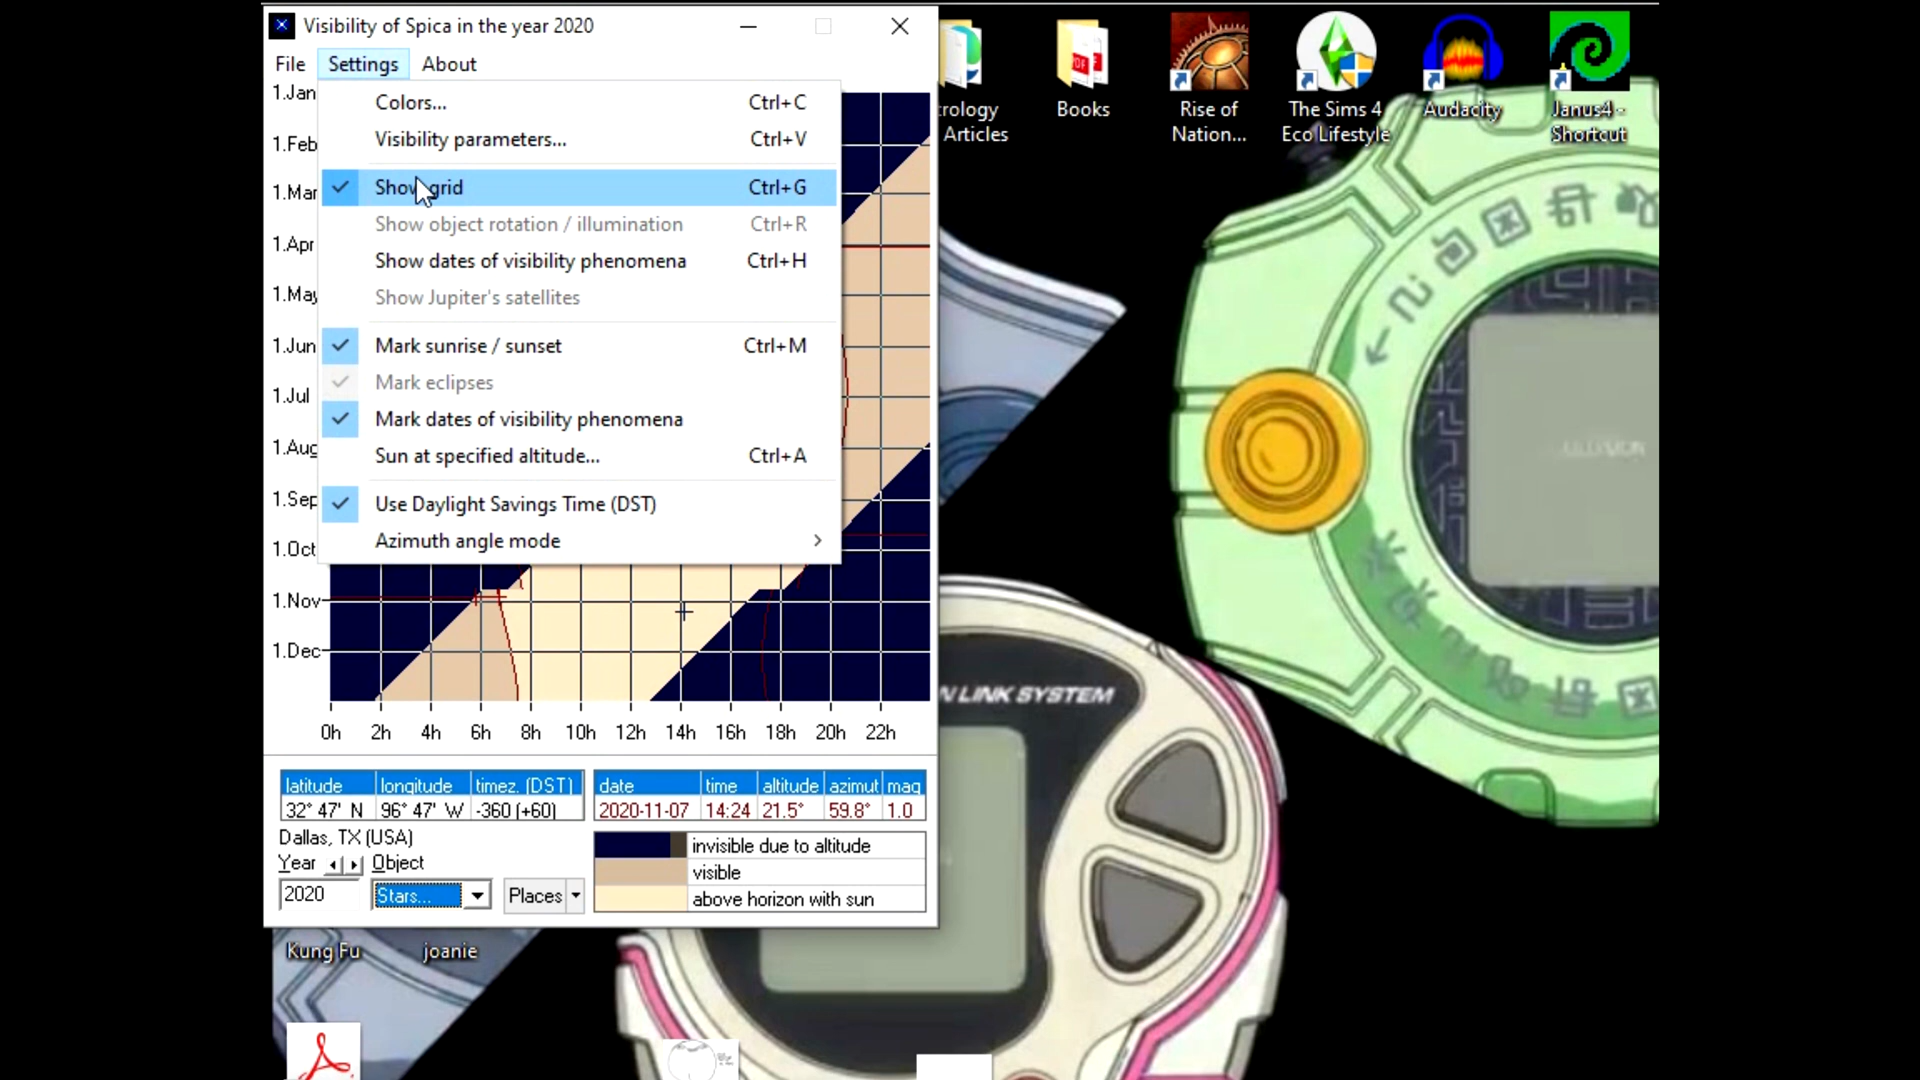 Visibility of Spica in the year 2020
File Settings About
Colors... Ctrl+C
Visibility parameters... Ctrl+V
Show grid Ctrl+G
Show object rotation / illumination Ctrl+R
Show dates of visibility phenomena Ctrl+H
Show Jupiter's satellites
Mark sunrise / sunset Ctrl+M
Mark eclipses
Mark dates of visibility phenomena
Sun at specified altitude... Ctrl+A
Use Daylight Savings Time (DST)
Azimuth angle mode
1.Jan
1.Feb
1.Mar
1.Apr
1.May
1.Jun
1.Jul
1.Aug
1.Sep
1.Oct
1.Nov
1.Dec
0h 2h 4h 6h 8h 10h 12h 14h 16h 18h 20h 22h
latitude longitude timez. (DST)
32° 47' N 96° 47' W -360 (+60)
Dallas, TX (USA)
Year Object
2020 Stars... Places
date time altitude azimut mag
2020-11-07 14:24 21.5° 59.8° 1.0
invisible due to altitude
visible
above horizon with sun
trology
Articles
Books
PDF
Rise of
Nation...
The Sims 4
Eco Lifestyle
Audacity
Janus4 -
Shortcut
N LINK SYSTEM
Kung Fu
joanie